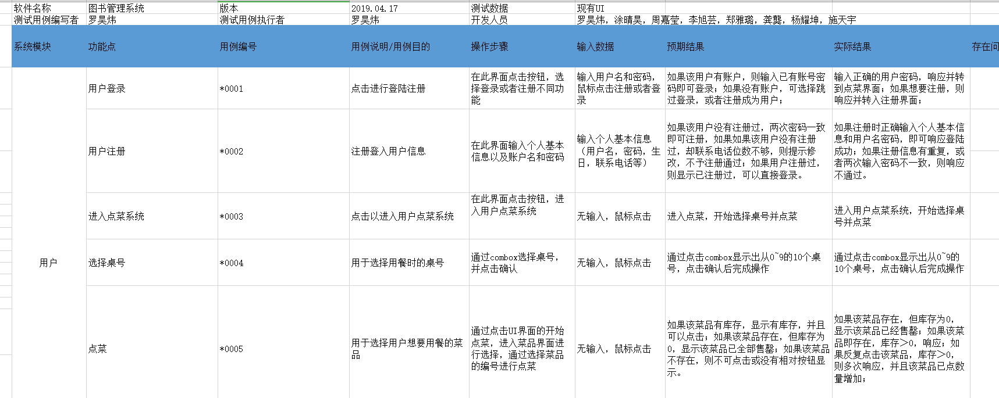 软件名称 图书管理系统 版本 2019.04.17 测试数据 现有UI
测试用例编写者 罗昊炜 测试用例执行者 罗昊炜 开发人员 罗昊炜，涂晴昊，周嘉莹，李旭芸，郑雅璐，龚龑，杨耀坤，施天宇
系统模块 功能点 用例编号 用例说明/用例目的 操作步骤 输入数据 预期结果 实际结果 存在问
用户
用户登录
*0001
点击进行登陆注册
在此界面点击按钮，选
择登录或者注册不同功
能
输入用户名和密码，
鼠标点击注册或者登
录
如果该用户有账户，则输入已有账号密
码即可登录；如果没有账户，可选择跳
过登录，或者注册成为用户；
输入正确的用户密码，响应并转
到点菜界面；如果想要注册，则
响应并转入注册界面；
用户注册
*0002
注册登入用户信息
在此界面输入个人基本
信息以及账户名和密码
输入个人基本信息
（用户名，密码，生
日，联系电话等）
如果该用户没有注册过，两次密码一致
即可注册，如果如果该用户没有注册
过，却联系电话位数不够，则提示修
改，不予注册通过；如果用户注册过，
则显示已注册过，可以直接登录。
如果注册时正确输入个人基本信
息和用户名密码，即可响应登陆
成功；如果注册信息有重复，或
者两次输入密码不一致，则响应
不通过。
进入点菜系统
*0003
点击以进入用户点菜系统
在此界面点击按钮，进
入用户点菜系统
无输入，鼠标点击
进入点菜，开始选择桌号并点菜
进入用户点菜系统，开始选择桌
号并点菜
选择桌号
*0004
用于选择用餐时的桌号
通过combox选择桌号，
并点击确认
无输入，鼠标点击
通过点击combox显示出从0~9的10个桌
号，点击确认后完成操作
通过点击combox显示出从0~9的
10个桌号，点击确认后完成操作
点菜
*0005
用于选择用户想要用餐的菜
品
通过点击UI界面的开始
点菜，进入菜品界面进
行选择，通过选择菜品
的编号进行点菜
无输入，鼠标点击
如果该菜品有库存，显示有库存，并且
可以点击；如果该菜品存在，但库存为
0，显示该菜品已全部售罄；如果该菜品
不存在，则不可点击或没有相对按钮显
示。
如果该菜品存在，但库存为0，
显示该菜品已经售罄；如果该菜
品即存在，库存＞0，响应；如
果反复点击该菜品，库存＞0，
则多次响应，并且该菜品已点数
量增加；